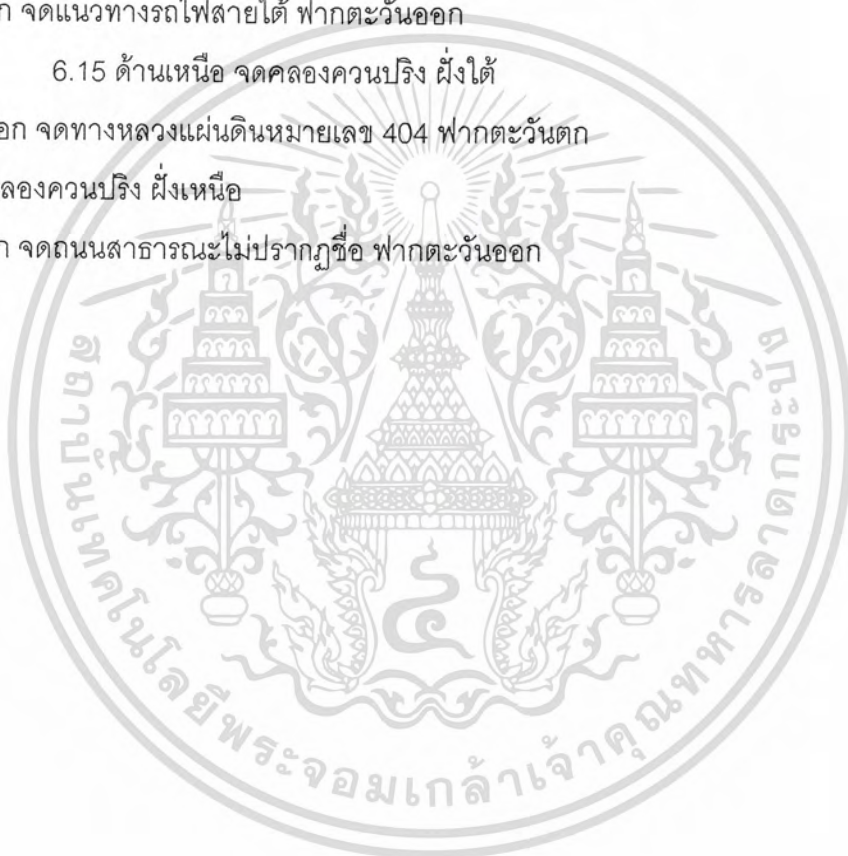 ก จดแนวทางรถไฟสายใต้ ฟากตะวันออก
6.15 ด้านเหนือ จดคลองควนปริง ฝั่งใต้
อก จดทางหลวงแผ่นดินหมายเลข 404 ฟากตะวันตก
ลองควนปริง ฝั่งเหนือ
ก จดถนนสาธารณะไม่ปรากฏชื่อ ฟากตะวันออก
สถาบันเทคโนโลยีพระจอมเกล้าเจ้าคุณทหารลาดกระบัง